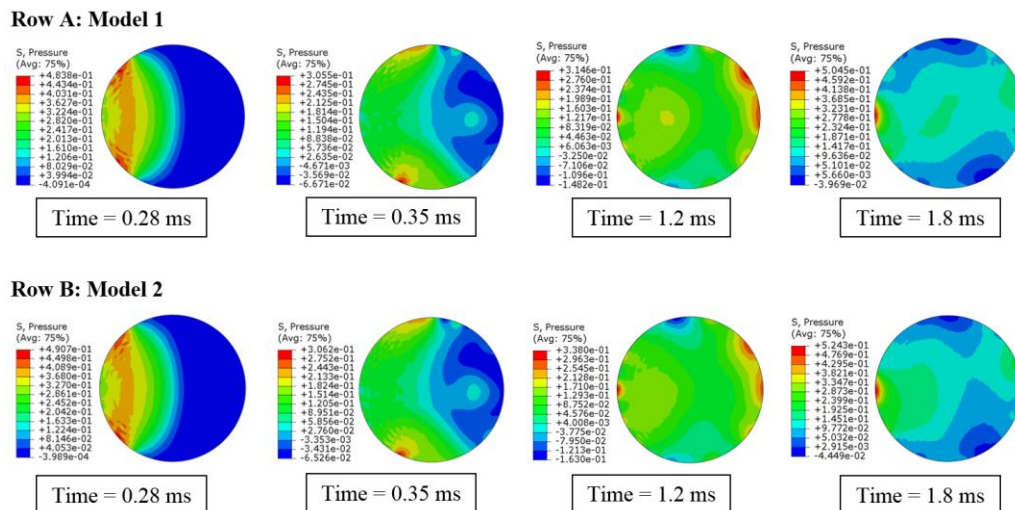 Row A: Model 1
S, Pressure
(Avg: 75%)
+4.838e-01
+4.434e-01
+4.031e-01
+3.627e-01
+3.224e-01
+2.820e-01
+2.417e-01
+2.013e-01
+1.610e-01
+1.206e-01
+8.029e-02
+3.994e-02
-4.091e-04
Time = 0.28 ms
S, Pressure
(Avg: 75%)
+3.055e-01
+2.745e-01
+2.435e-01
+2.125e-01
+1.814e-01
+1.504e-01
+1.194e-01
+8.838e-02
+5.736e-02
+2.635e-02
-4.671e-03
-3.569e-02
-6.671e-02
Time = 0.35 ms
S, Pressure
(Avg: 75%)
+3.146e-01
+2.760e-01
+2.374e-01
+1.989e-01
+1.603e-01
+1.217e-01
+8.319e-02
+4.463e-02
+6.063e-03
-3.250e-02
-7.106e-02
-1.096e-01
-1.482e-01
Time = 1.2 ms
S, Pressure
(Avg: 75%)
+5.045e-01
+4.592e-01
+4.138e-01
+3.685e-01
+3.231e-01
+2.778e-01
+2.324e-01
+1.871e-01
+1.417e-01
+9.636e-02
+5.101e-02
+5.660e-03
-3.969e-02
Time = 1.8 ms
Row B: Model 2
S, Pressure
(Avg: 75%)
+4.907e-01
+4.498e-01
+4.089e-01
+3.680e-01
+3.270e-01
+2.861e-01
+2.452e-01
+2.042e-01
+1.633e-01
+1.224e-01
+8.146e-02
+4.053e-02
-3.989e-04
Time = 0.28 ms
S, Pressure
(Avg: 75%)
+3.062e-01
+2.752e-01
+2.443e-01
+2.133e-01
+1.824e-01
+1.514e-01
+1.205e-01
+8.951e-02
+5.856e-02
+2.760e-02
-3.353e-03
-3.431e-02
-6.526e-02
Time = 0.35 ms
S, Pressure
(Avg: 75%)
+3.380e-01
+2.963e-01
+2.545e-01
+2.128e-01
+1.710e-01
+1.293e-01
+8.752e-02
+4.576e-02
+4.008e-03
-3.775e-02
-7.950e-02
-1.213e-01
-1.630e-01
Time = 1.2 ms
S, Pressure
(Avg: 75%)
+5.243e-01
+4.769e-01
+4.295e-01
+3.821e-01
+3.347e-01
+2.873e-01
+2.399e-01
+1.925e-01
+1.451e-01
+9.772e-02
+5.032e-02
+2.915e-03
-4.449e-02
Time = 1.8 ms